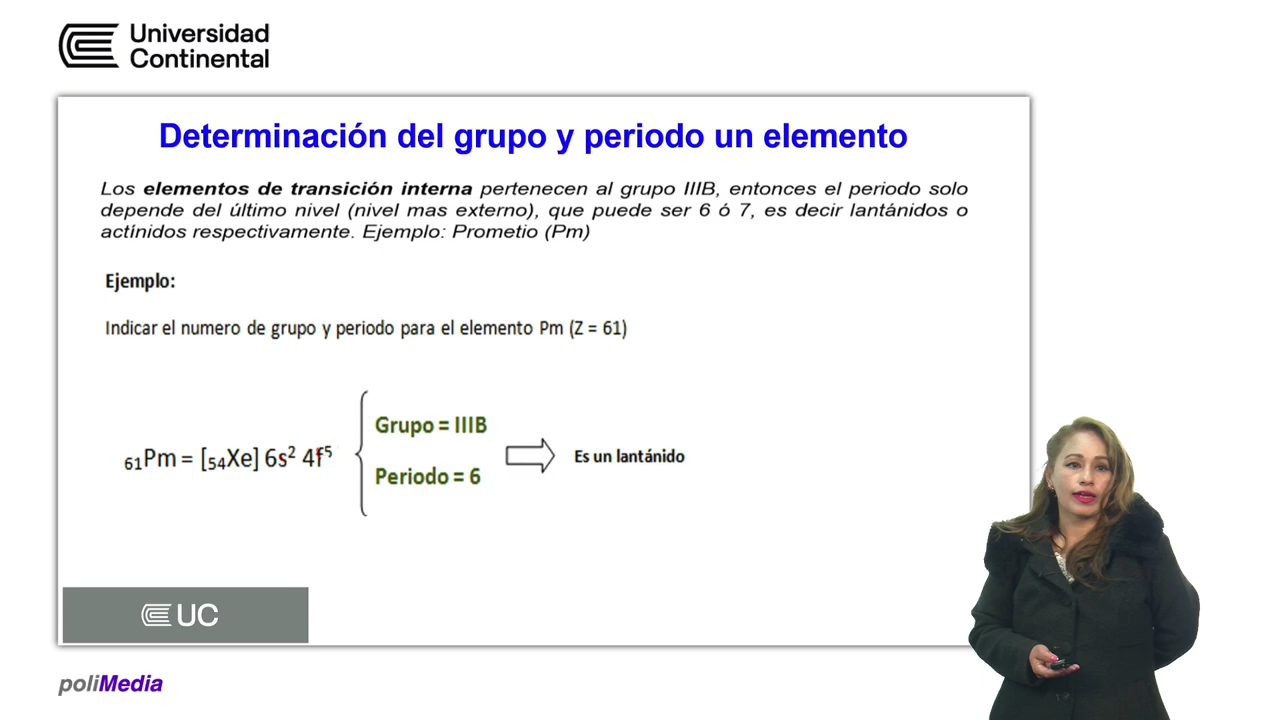 Universidad
Continental
Determinación del grupo y periodo un elemento
Los elementos de transición interna pertenecen al grupo IIIB, entonces el periodo solo
depende del último nivel (nivel mas externo), que puede ser 6 ó 7, es decir lantánidos o
actínidos respectivamente. Ejemplo: Prometio (Pm)
Ejemplo:
Indicar el numero de grupo y periodo para el elemento Pm (Z = 61)
₆₁Pm = [₅₄Xe] 6s² 4f⁵
Grupo = IIIB
Periodo = 6
Es un lantánido
UC
poliMedia